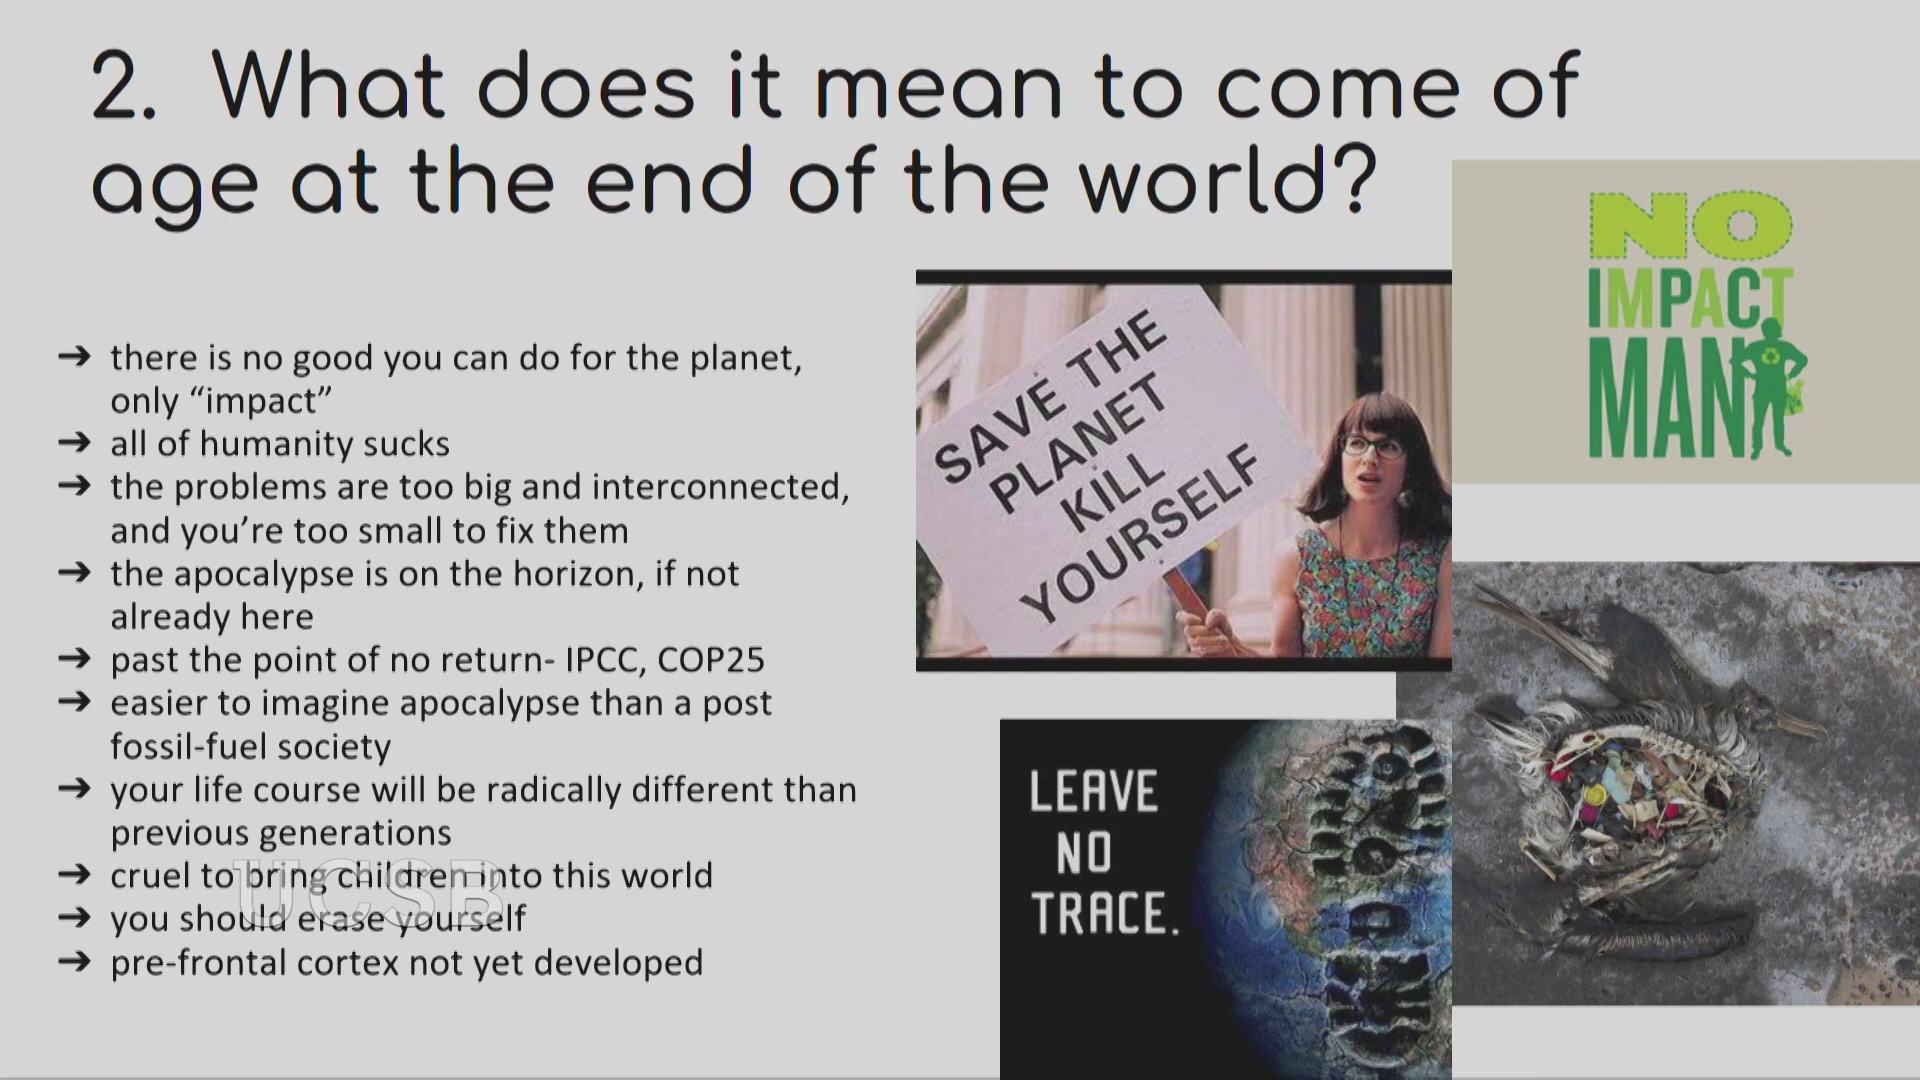 2. What does it mean to come of
age at the end of the world?
➔ there is no good you can do for the planet,
only “impact”
➔ all of humanity sucks
➔ the problems are too big and interconnected,
and you’re too small to fix them
➔ the apocalypse is on the horizon, if not
already here
➔ past the point of no return- IPCC, COP25
➔ easier to imagine apocalypse than a post
fossil-fuel society
➔ your life course will be radically different than
previous generations
➔ cruel to bring children into this world
➔ you should erase yourself
➔ pre-frontal cortex not yet developed
UCSB
SAVE THE
PLANET
KILL
YOURSELF
NO
IMPACT
MAN
LEAVE
NO
TRACE.